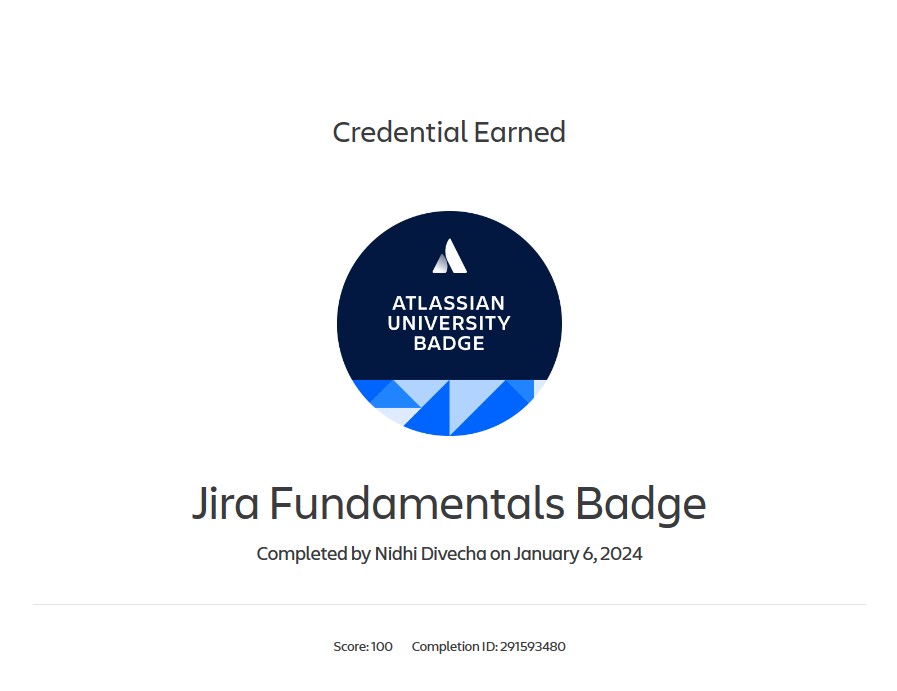 Credential Earned
ATLASSIAN
UNIVERSITY
BADGE
Jira Fundamentals Badge
Completed by Nidhi Divecha on January 6, 2024
Score: 100 Completion ID: 291593480